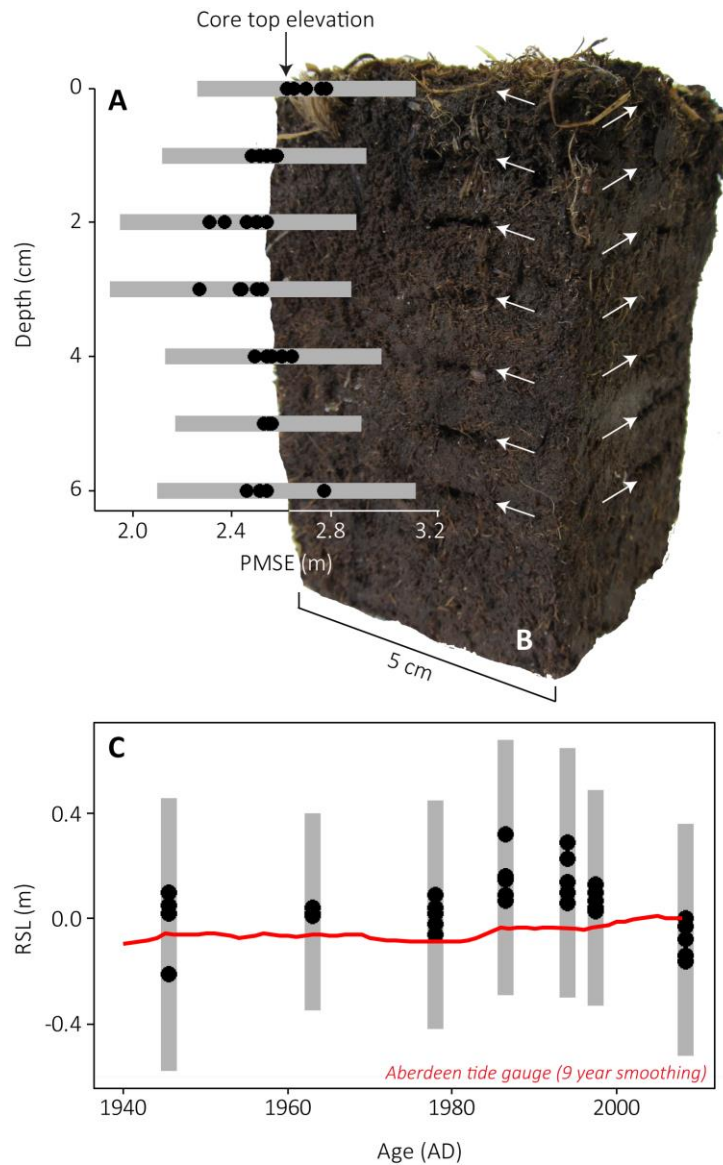 Core top elevation
A
0
2
4
6
Depth (cm)
2.0 2.4 2.8 3.2
PMSE (m)
B
5 cm
C
0.4
0.0
-0.4
RSL (m)
Aberdeen tide gauge (9 year smoothing)
1940 1960 1980 2000
Age (AD)